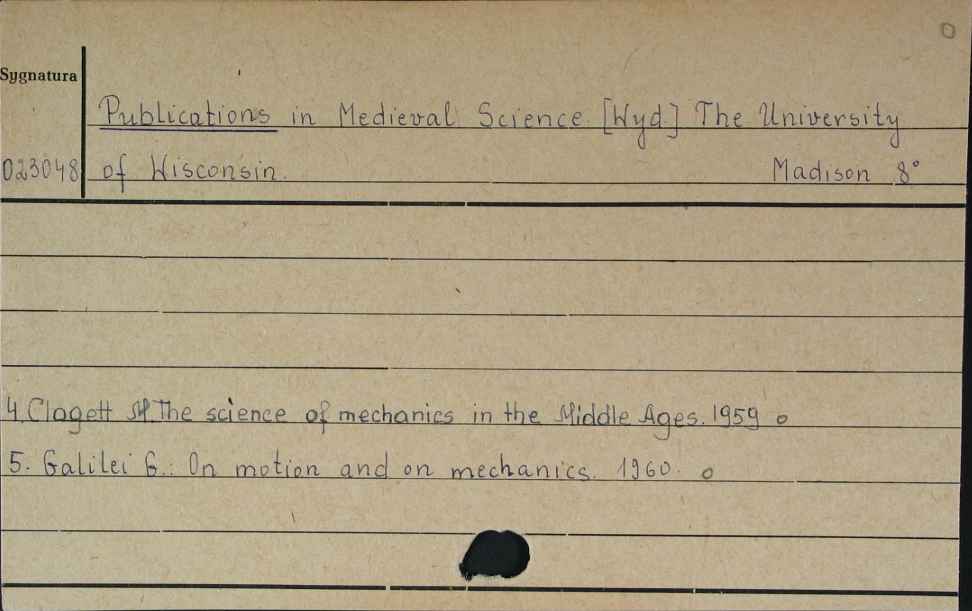 Sygnatura
Publications in Medieval Science. [Wyd.] The University
023048 of Wisconsin. Madison 8°
4. Clagett M. The science of mechanics in the Middle Ages. 1959 o
5. Galilei G.: On motion and on mechanics. 1960. o